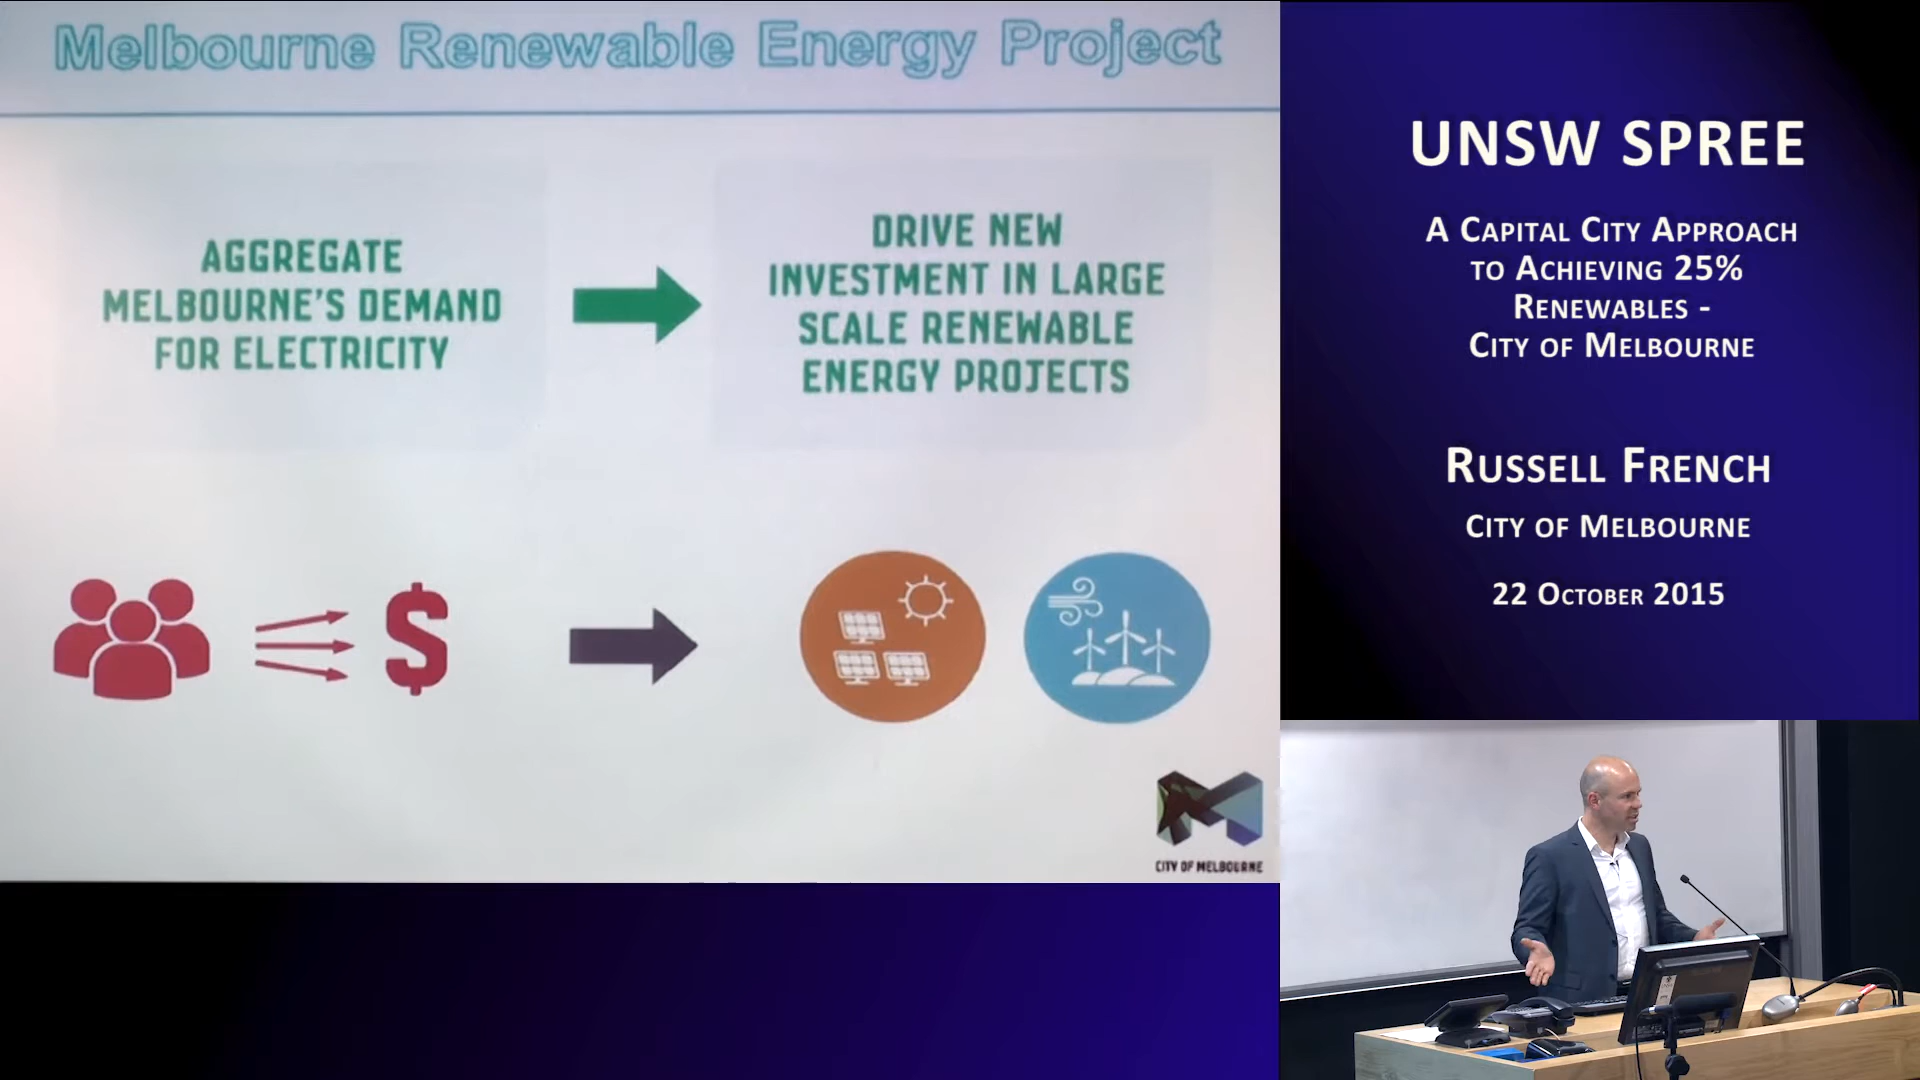 Melbourne Renewable Energy Project
AGGREGATE
MELBOURNE'S DEMAND
FOR ELECTRICITY
DRIVE NEW
INVESTMENT IN LARGE
SCALE RENEWABLE
ENERGY PROJECTS
$
CITY OF MELBOURNE
UNSW SPREE
A CAPITAL CITY APPROACH
TO ACHIEVING 25%
RENEWABLES -
CITY OF MELBOURNE
RUSSELL FRENCH
CITY OF MELBOURNE
22 OCTOBER 2015